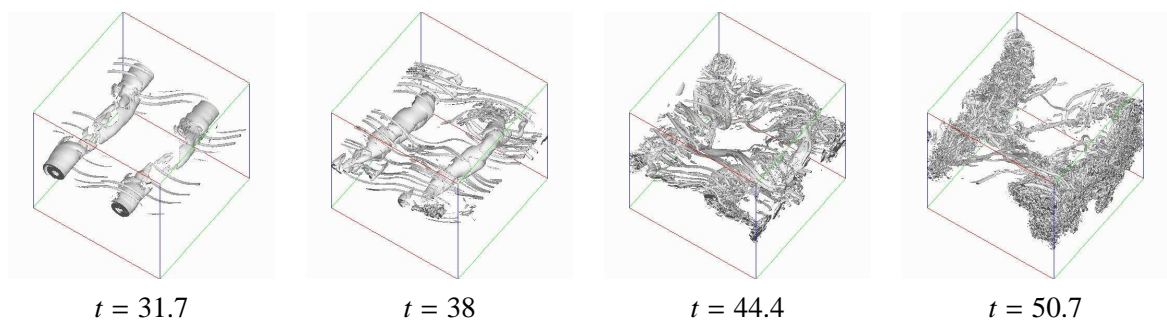 t = 31.7 t = 38 t = 44.4 t = 50.7